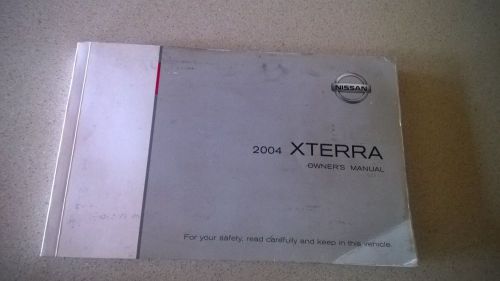 NISSAN
2004 XTERRA
OWNER'S MANUAL
For your safety, read carefully and keep in this vehicle.